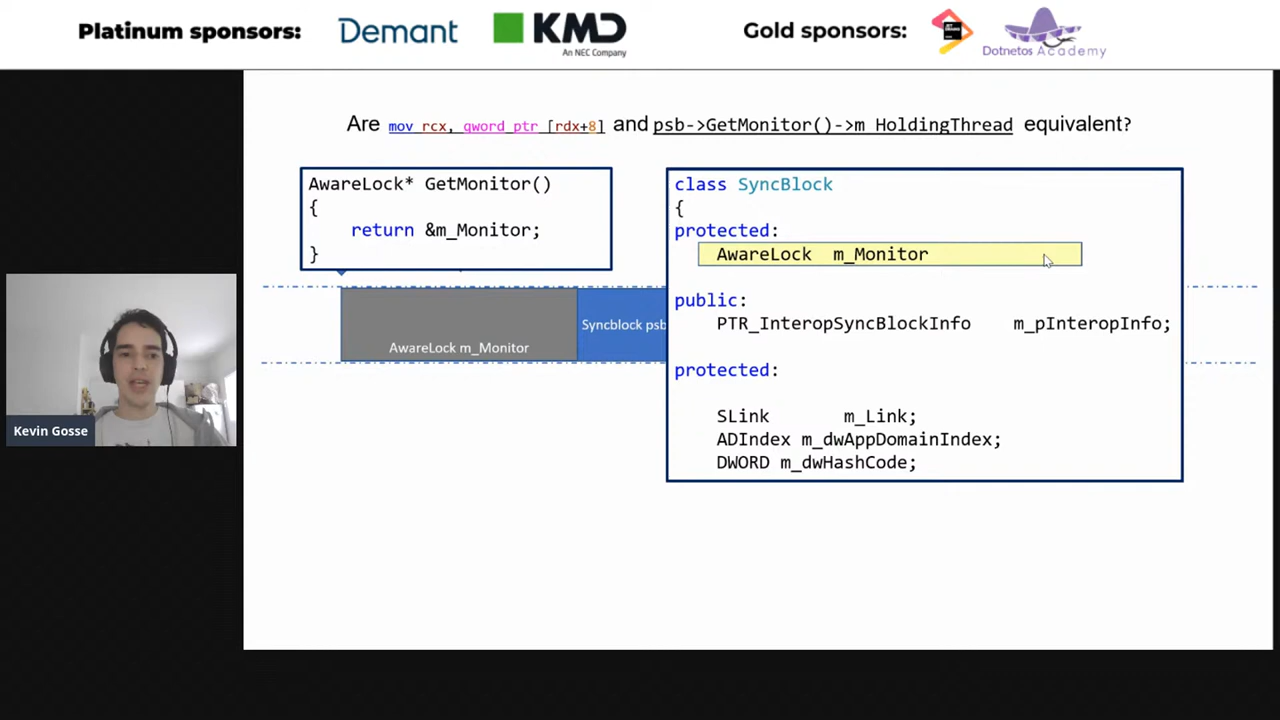 Platinum sponsors:
Demant
KMD
An NEC Company
Gold sponsors:
JET
BRAINS
Dotnetos Academy
Are mov rcx, qword ptr [rdx+8] and psb->GetMonitor()->m_HoldingThread equivalent?
AwareLock* GetMonitor()
{
return &m_Monitor;
}
class SyncBlock
{
protected:
AwareLock m_Monitor
public:
PTR_InteropSyncBlockInfo m_pInteropInfo;
protected:
SLink m_Link;
ADIndex m_dwAppDomainIndex;
DWORD m_dwHashCode;
AwareLock m_Monitor
Syncblock psb
Kevin Gosse